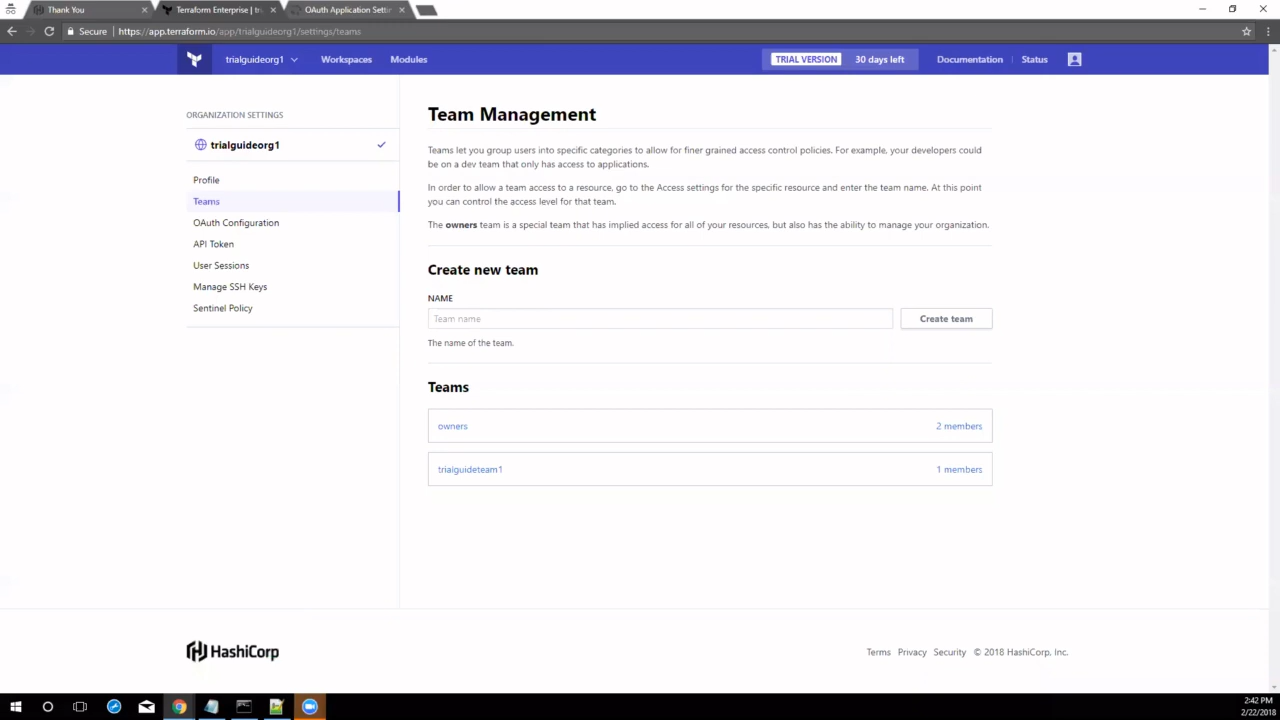 Thank You
Terraform Enterprise | tr
OAuth Application Setti
Secure
https://app.terraform.io/app/trialguideorg1/settings/teams
trialguideorg1
Workspaces
Modules
TRIAL VERSION
30 days left
Documentation
Status
ORGANIZATION SETTINGS
trialguideorg1
Profile
Teams
OAuth Configuration
API Token
User Sessions
Manage SSH Keys
Sentinel Policy
Team Management
Teams let you group users into specific categories to allow for finer grained access control policies. For example, your developers could
be on a dev team that only has access to applications.
In order to allow a team access to a resource, go to the Access settings for the specific resource and enter the team name. At this point
you can control the access level for that team.
The owners team is a special team that has implied access for all of your resources, but also has the ability to manage your organization.
Create new team
NAME
Team name
Create team
The name of the team.
Teams
owners
2 members
trialguideteam1
1 members
HashiCorp
Terms
Privacy
Security
© 2018 HashiCorp, Inc.
2:42 PM
2/22/2018